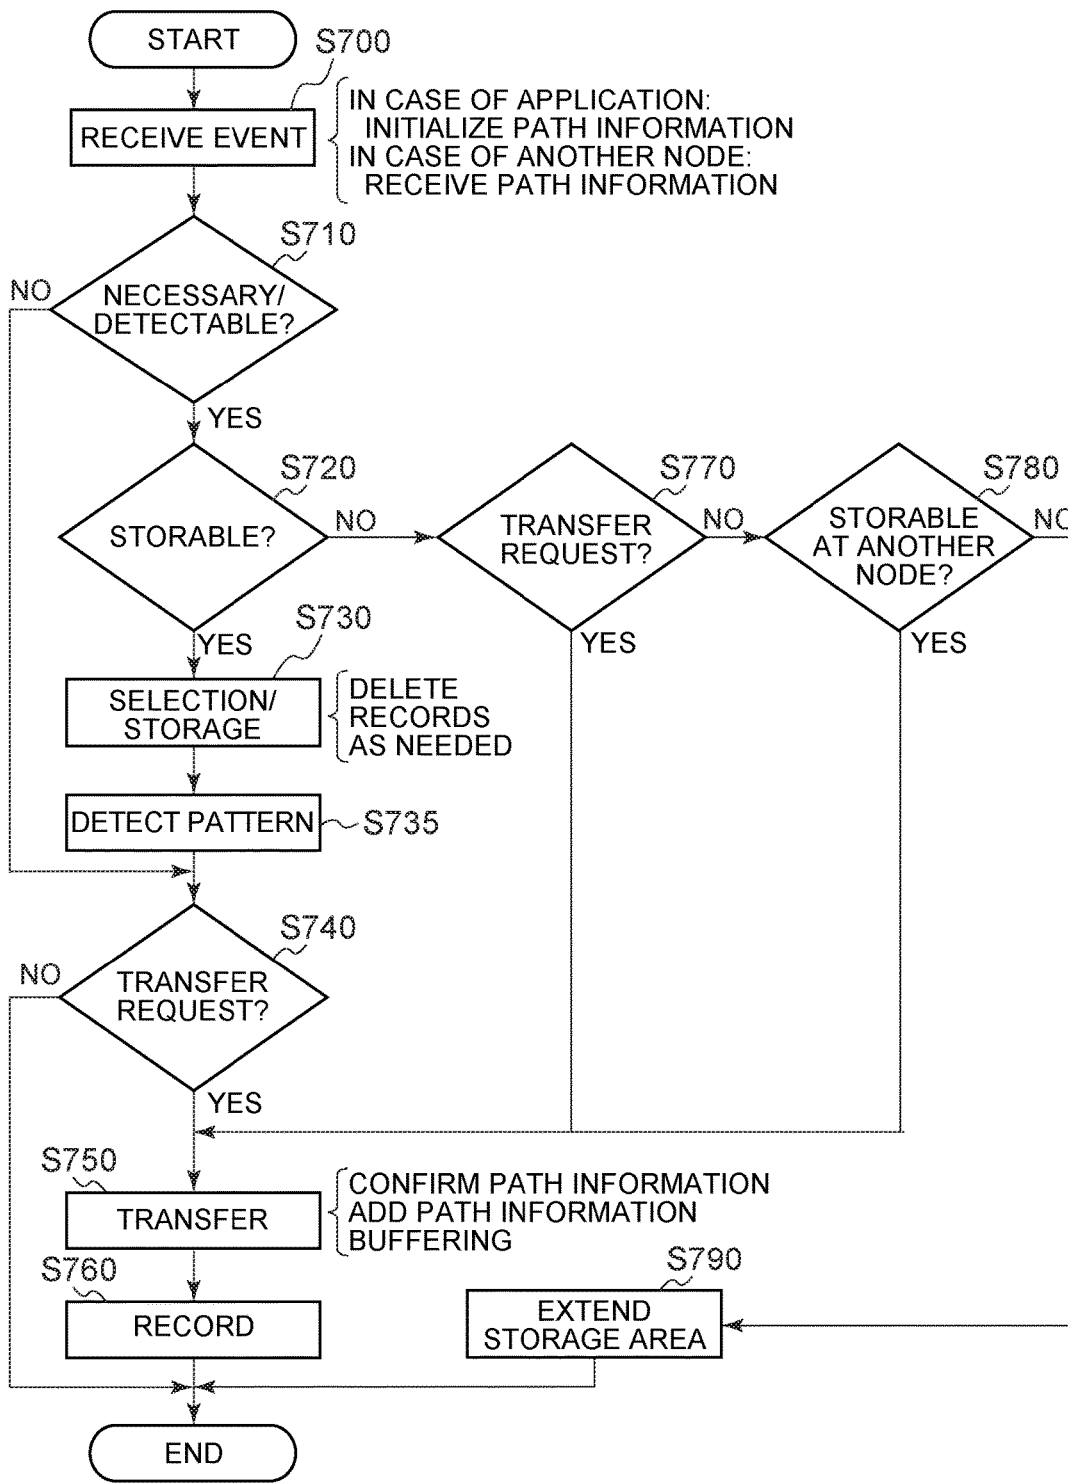 START
S700
RECEIVE EVENT
IN CASE OF APPLICATION:
INITIALIZE PATH INFORMATION
IN CASE OF ANOTHER NODE:
RECEIVE PATH INFORMATION
S710
NO
NECESSARY/
DETECTABLE?
YES
S720
STORABLE?
NO
S770
TRANSFER
REQUEST?
NO
S780
STORABLE
AT ANOTHER
NODE?
NO
YES
YES
YES
S730
SELECTION/
STORAGE
DELETE
RECORDS
AS NEEDED
DETECT PATTERN
S735
S740
NO
TRANSFER
REQUEST?
YES
S750
TRANSFER
CONFIRM PATH INFORMATION
ADD PATH INFORMATION
BUFFERING
S760
RECORD
S790
EXTEND
STORAGE AREA
END